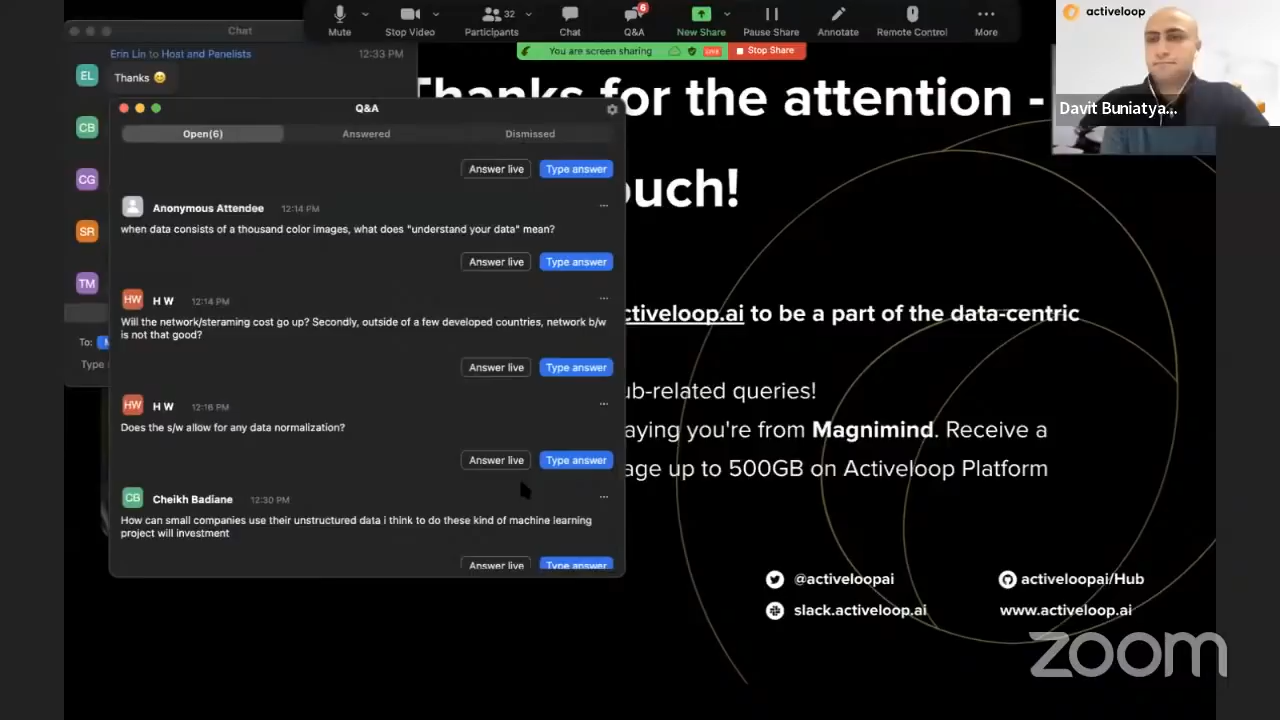 Mute
Stop Video
Participants
32
Chat
Q&A
6
New Share
Pause Share
Annotate
Remote Control
More
You are screen sharing
LIVE
Stop Share
activeloop
Davit Buniatya...
Chat
Erin Lin to Host and Panelists
12:33 PM
EL
Thanks 😄
CB
CG
SR
TM
To:
Type
Q&A
Open(6)
Answered
Dismissed
Answer live
Type answer
Anonymous Attendee
12:14 PM
when data consists of a thousand color images, what does "understand your data" mean?
Answer live
Type answer
HW
H W
12:14 PM
Will the network/steraming cost go up? Secondly, outside of a few developed countries, network b/w
is not that good?
Answer live
Type answer
HW
H W
12:16 PM
Does the s/w allow for any data normalization?
Answer live
Type answer
CB
Cheikh Badiane
12:30 PM
How can small companies use their unstructured data i think to do these kind of machine learning
project will investment
Answer live
Type answer
Thanks for the attention -
ouch!
ctiveloop.ai to be a part of the data-centric
ub-related queries!
aying you're from Magnimind. Receive a
age up to 500GB on Activeloop Platform
@activeloopai
activeloopai/Hub
slack.activeloop.ai
www.activeloop.ai
zoom